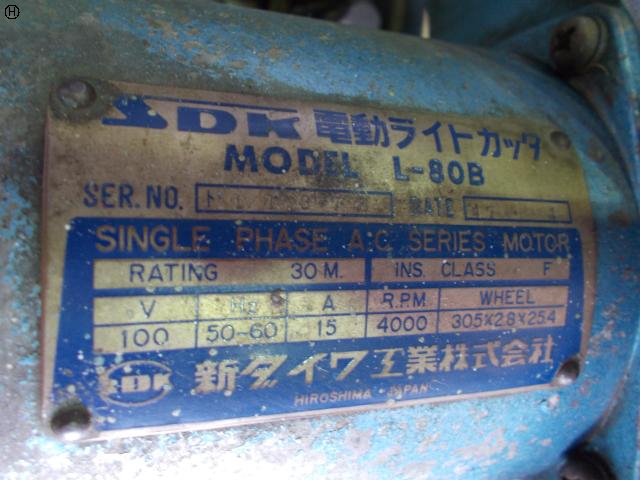 H
SDK 電動ライトカッタ
MODEL L-80B
SER. NO. DATE
SINGLE PHASE A.C SERIES MOTOR
RATING 30 M. INS. CLASS F
V Hz A R.P.M. WHEEL
100 50-60 15 4000 305×2.8×25.4
SDK 新ダイワ工業株式会社
HIROSHIMA JAPAN